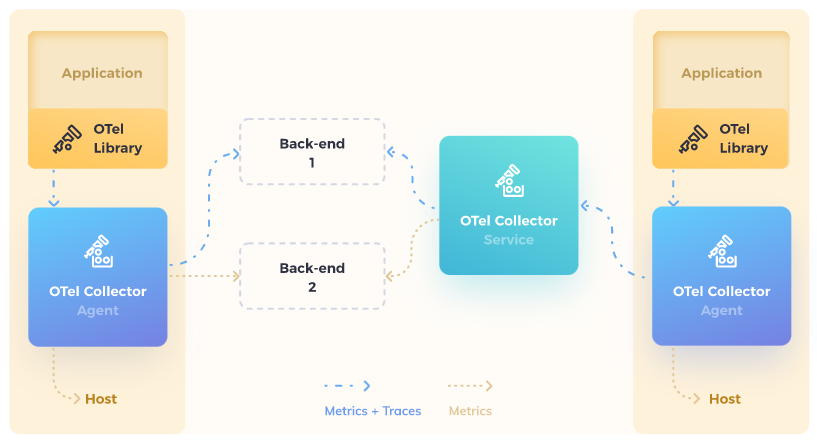 Application
OTel
Library
OTel Collector
Agent
Host
Back-end
1
Back-end
2
OTel Collector
Service
Metrics + Traces
Metrics
Application
OTel
Library
OTel Collector
Agent
Host